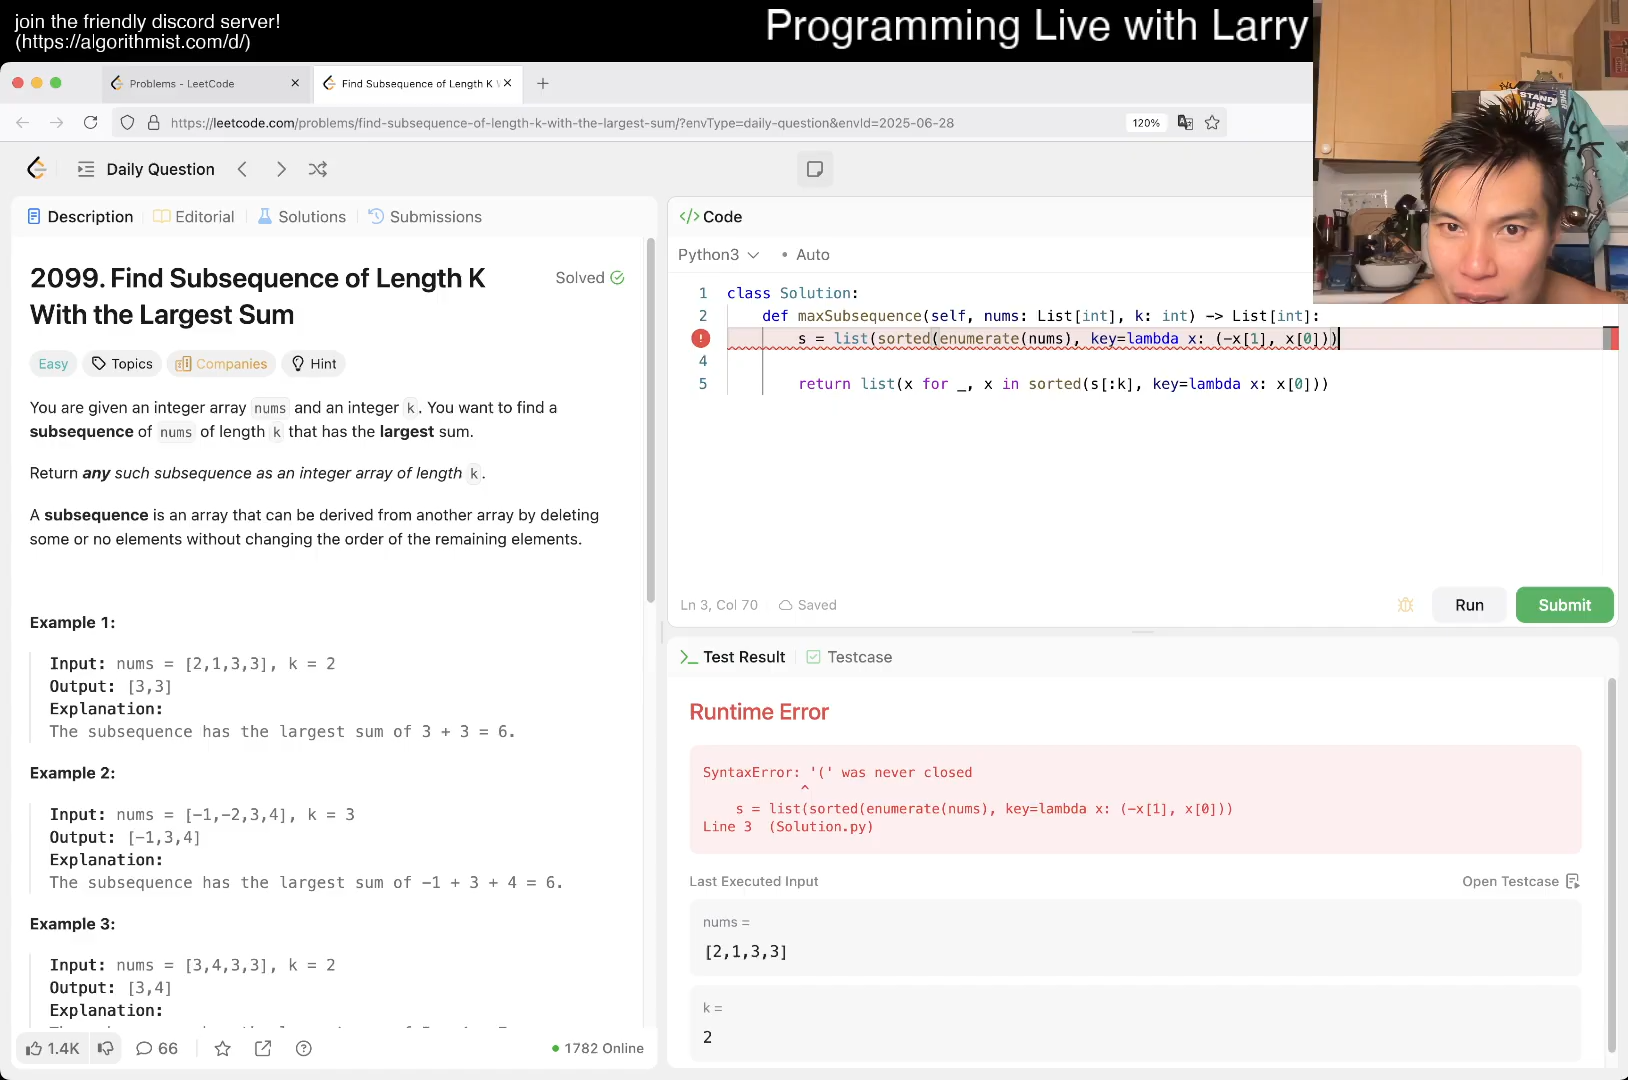 join the friendly discord server!
(https://algorithmist.com/d/)
Programming Live with Larry
Problems - LeetCode
Find Subsequence of Length K
https://leetcode.com/problems/find-subsequence-of-length-k-with-the-largest-sum/?envType=daily-question&envId=2025-06-28
120%
Daily Question
Description
Editorial
Solutions
Submissions
2099. Find Subsequence of Length K
With the Largest Sum
Solved
Easy
Topics
Companies
Hint
You are given an integer array nums and an integer k. You want to find a
subsequence of nums of length k that has the largest sum.
Return any such subsequence as an integer array of length k.
A subsequence is an array that can be derived from another array by deleting
some or no elements without changing the order of the remaining elements.
Example 1:
Input: nums = [2,1,3,3], k = 2
Output: [3,3]
Explanation:
The subsequence has the largest sum of 3 + 3 = 6.
Example 2:
Input: nums = [-1,-2,3,4], k = 3
Output: [-1,3,4]
Explanation:
The subsequence has the largest sum of -1 + 3 + 4 = 6.
Example 3:
Input: nums = [3,4,3,3], k = 2
Output: [3,4]
Explanation:
1.4K
66
1782 Online
</> Code
Python3
Auto
1 class Solution:
2 def maxSubsequence(self, nums: List[int], k: int) -> List[int]:
s = list(sorted(enumerate(nums), key=lambda x: (-x[1], x[0]))
4
5 return list(x for _, x in sorted(s[:k], key=lambda x: x[0]))
Ln 3, Col 70
Saved
Run
Submit
Test Result
Testcase
Runtime Error
SyntaxError: '(' was never closed
^
s = list(sorted(enumerate(nums), key=lambda x: (-x[1], x[0]))
Line 3 (Solution.py)
Last Executed Input
Open Testcase
nums =
[2,1,3,3]
k =
2